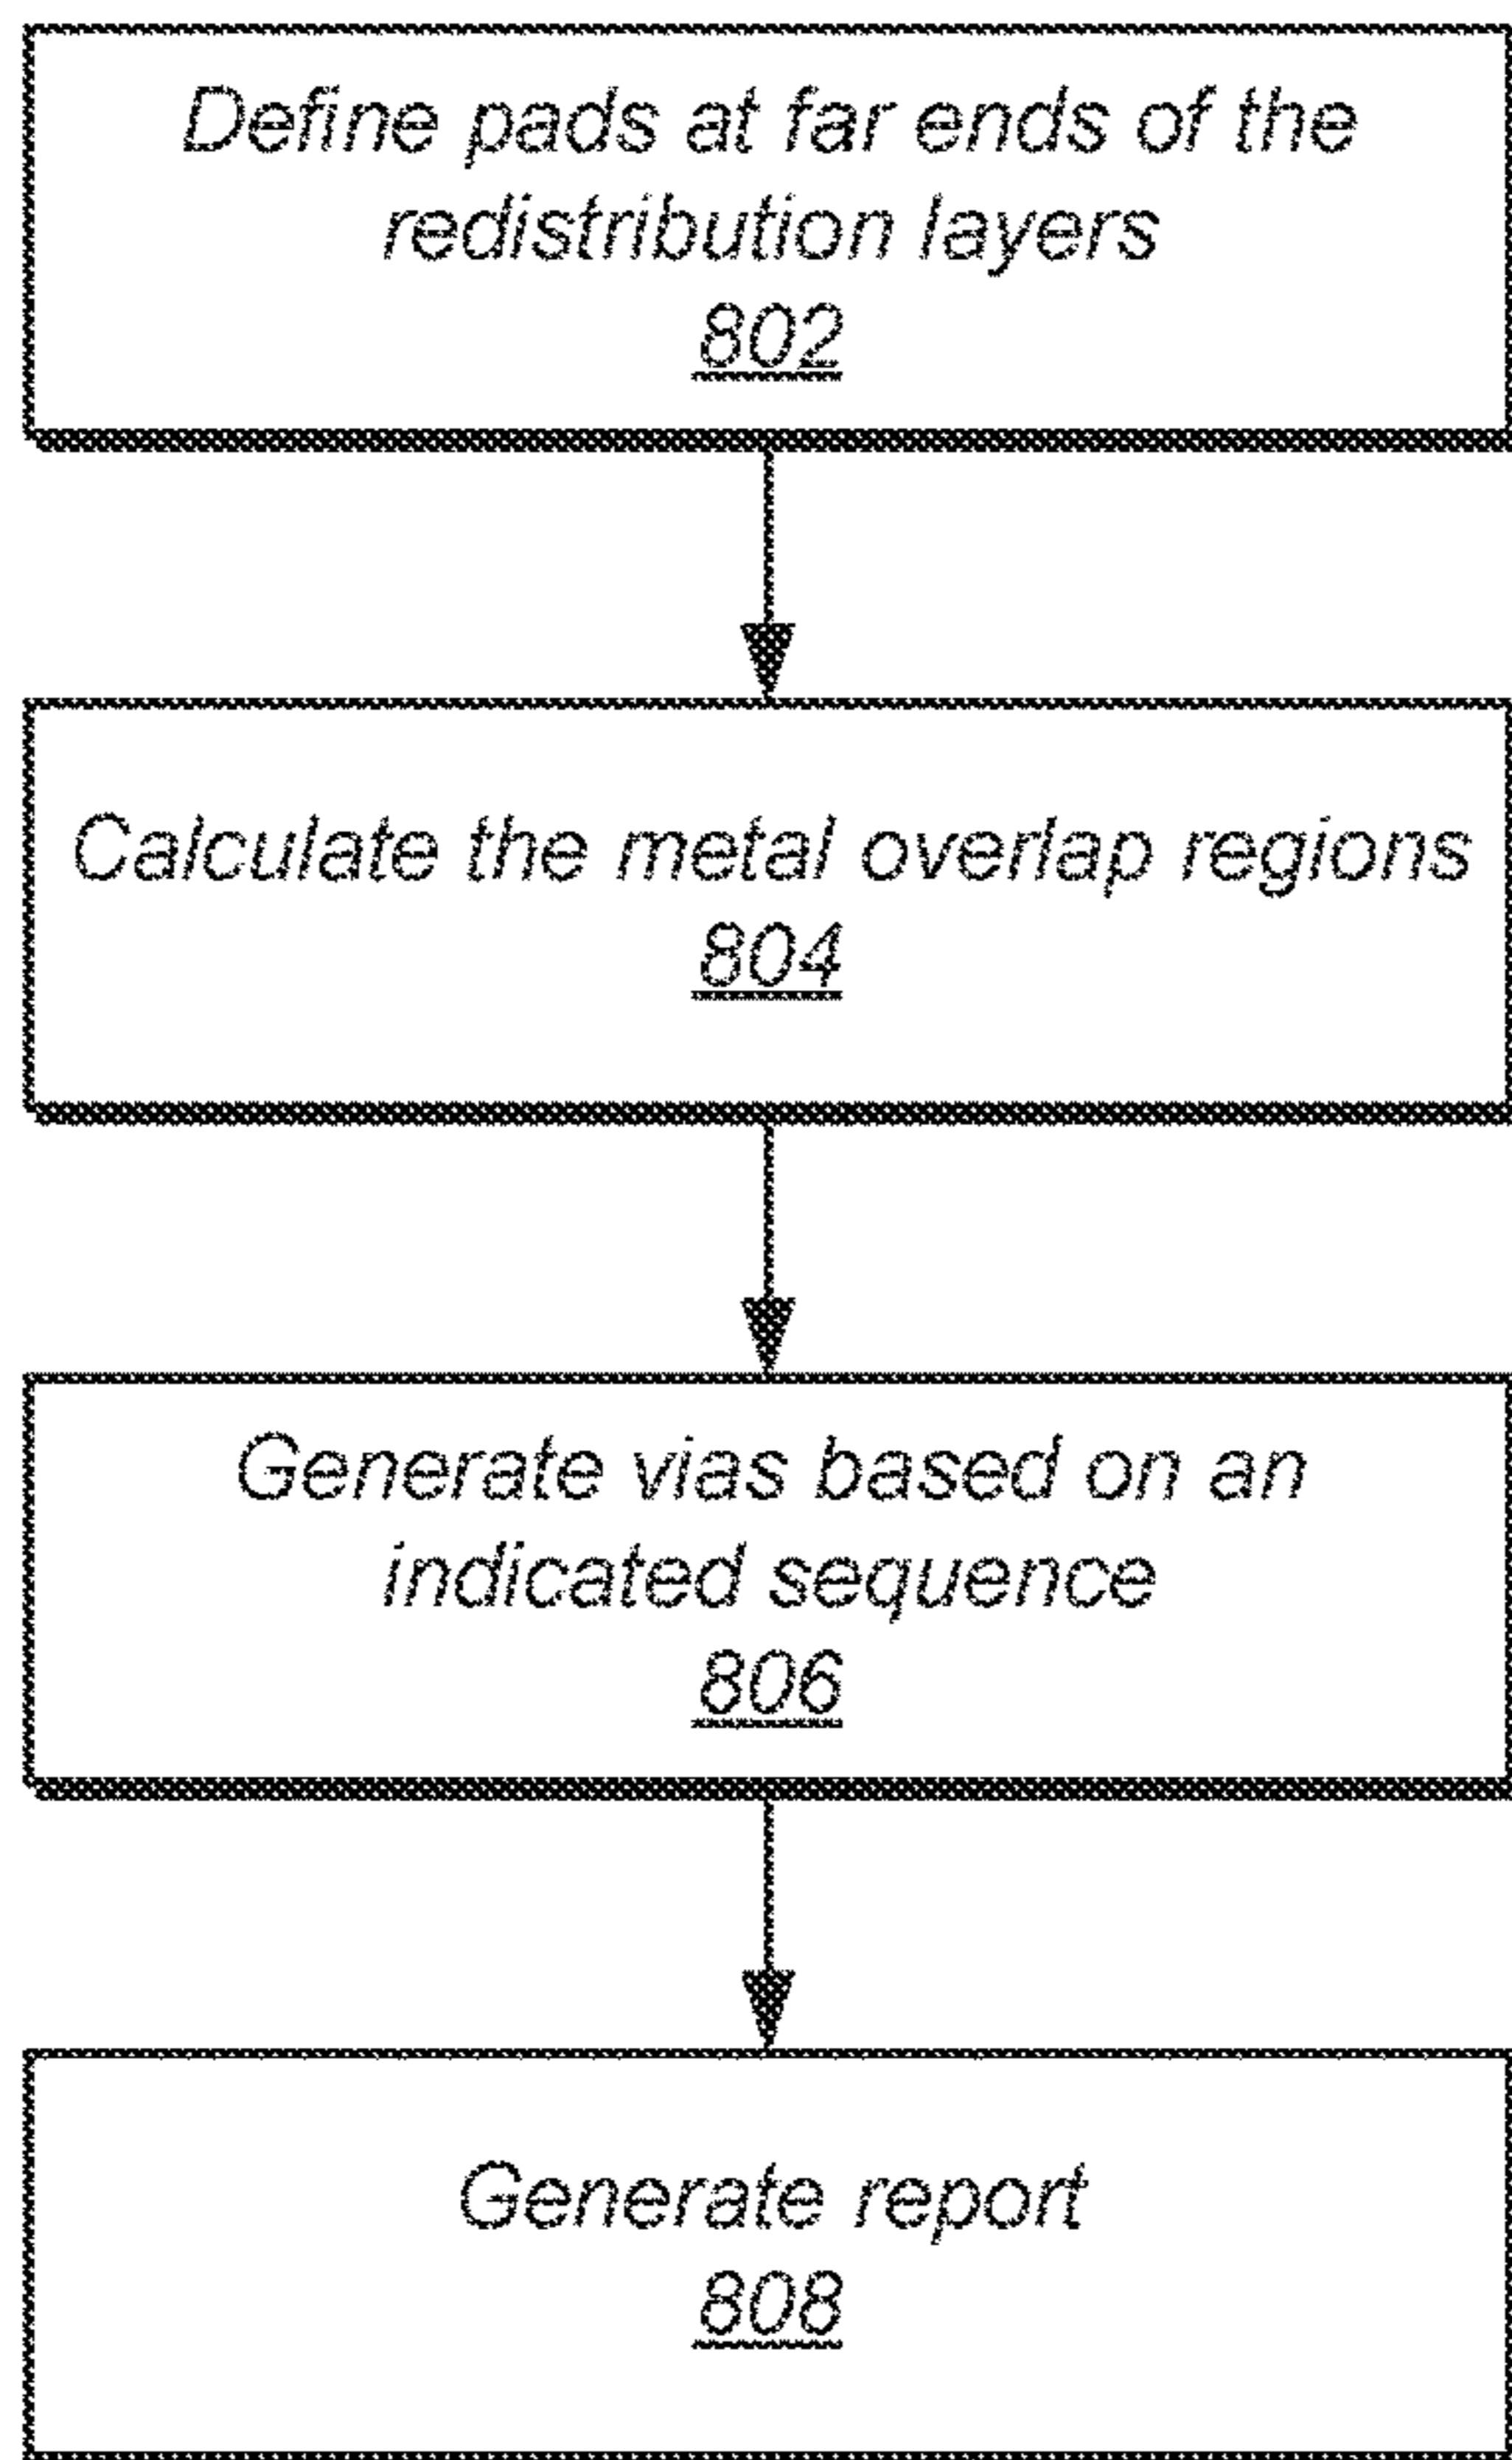 Define pads at far ends of the
redistribution layers
802
Calculate the metal overlap regions
804
Generate vias based on an
indicated sequence
806
Generate report
808